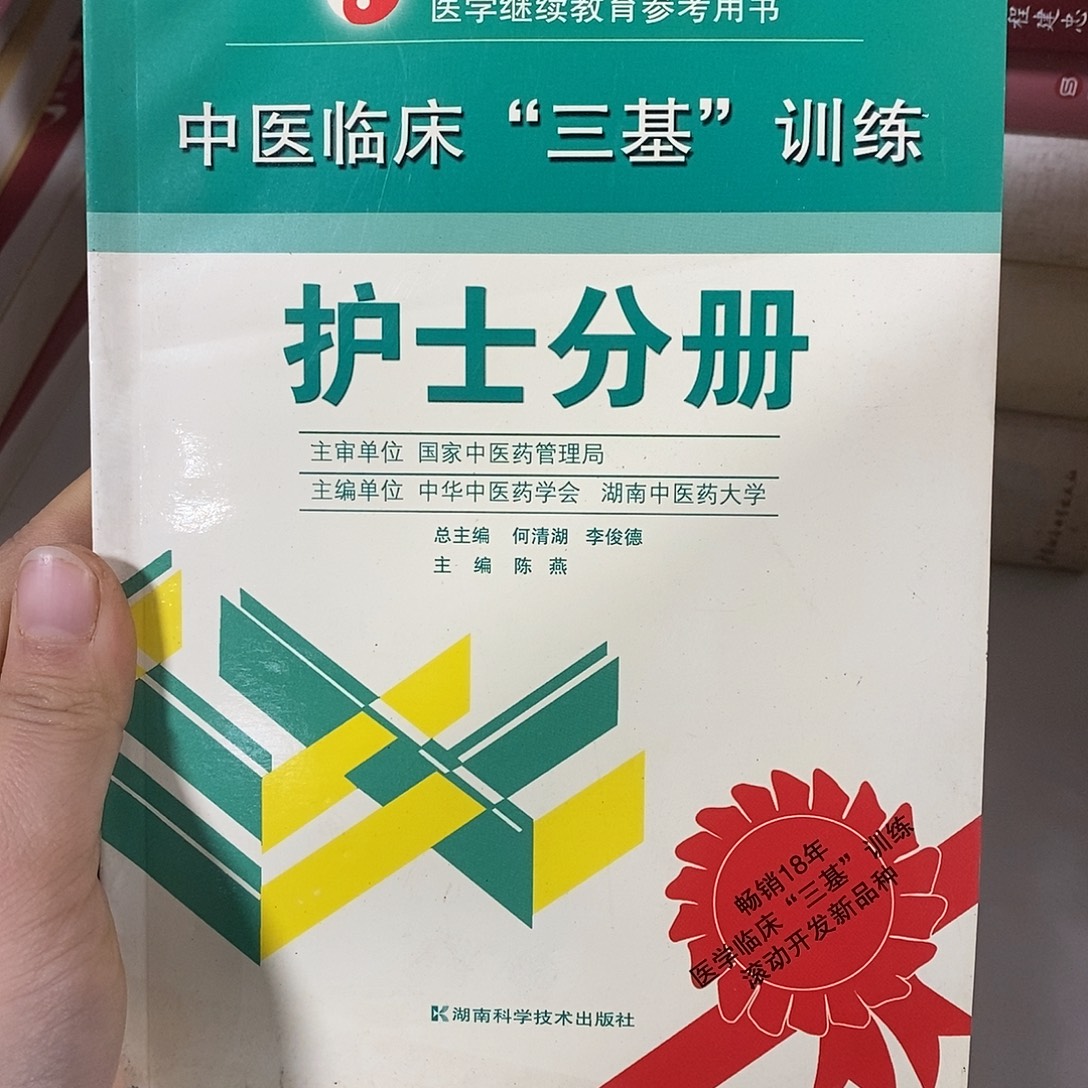 医学继续教育参考用书
中医临床“三基”训练
护士分册
主审单位 国家中医药管理局
主编单位 中华中医药学会 湖南中医药大学
总主编 何清湖 李俊德
主 编 陈 燕
畅销18年
医学临床“三基”训练
滚动开发新品种
湖南科学技术出版社
程建忠